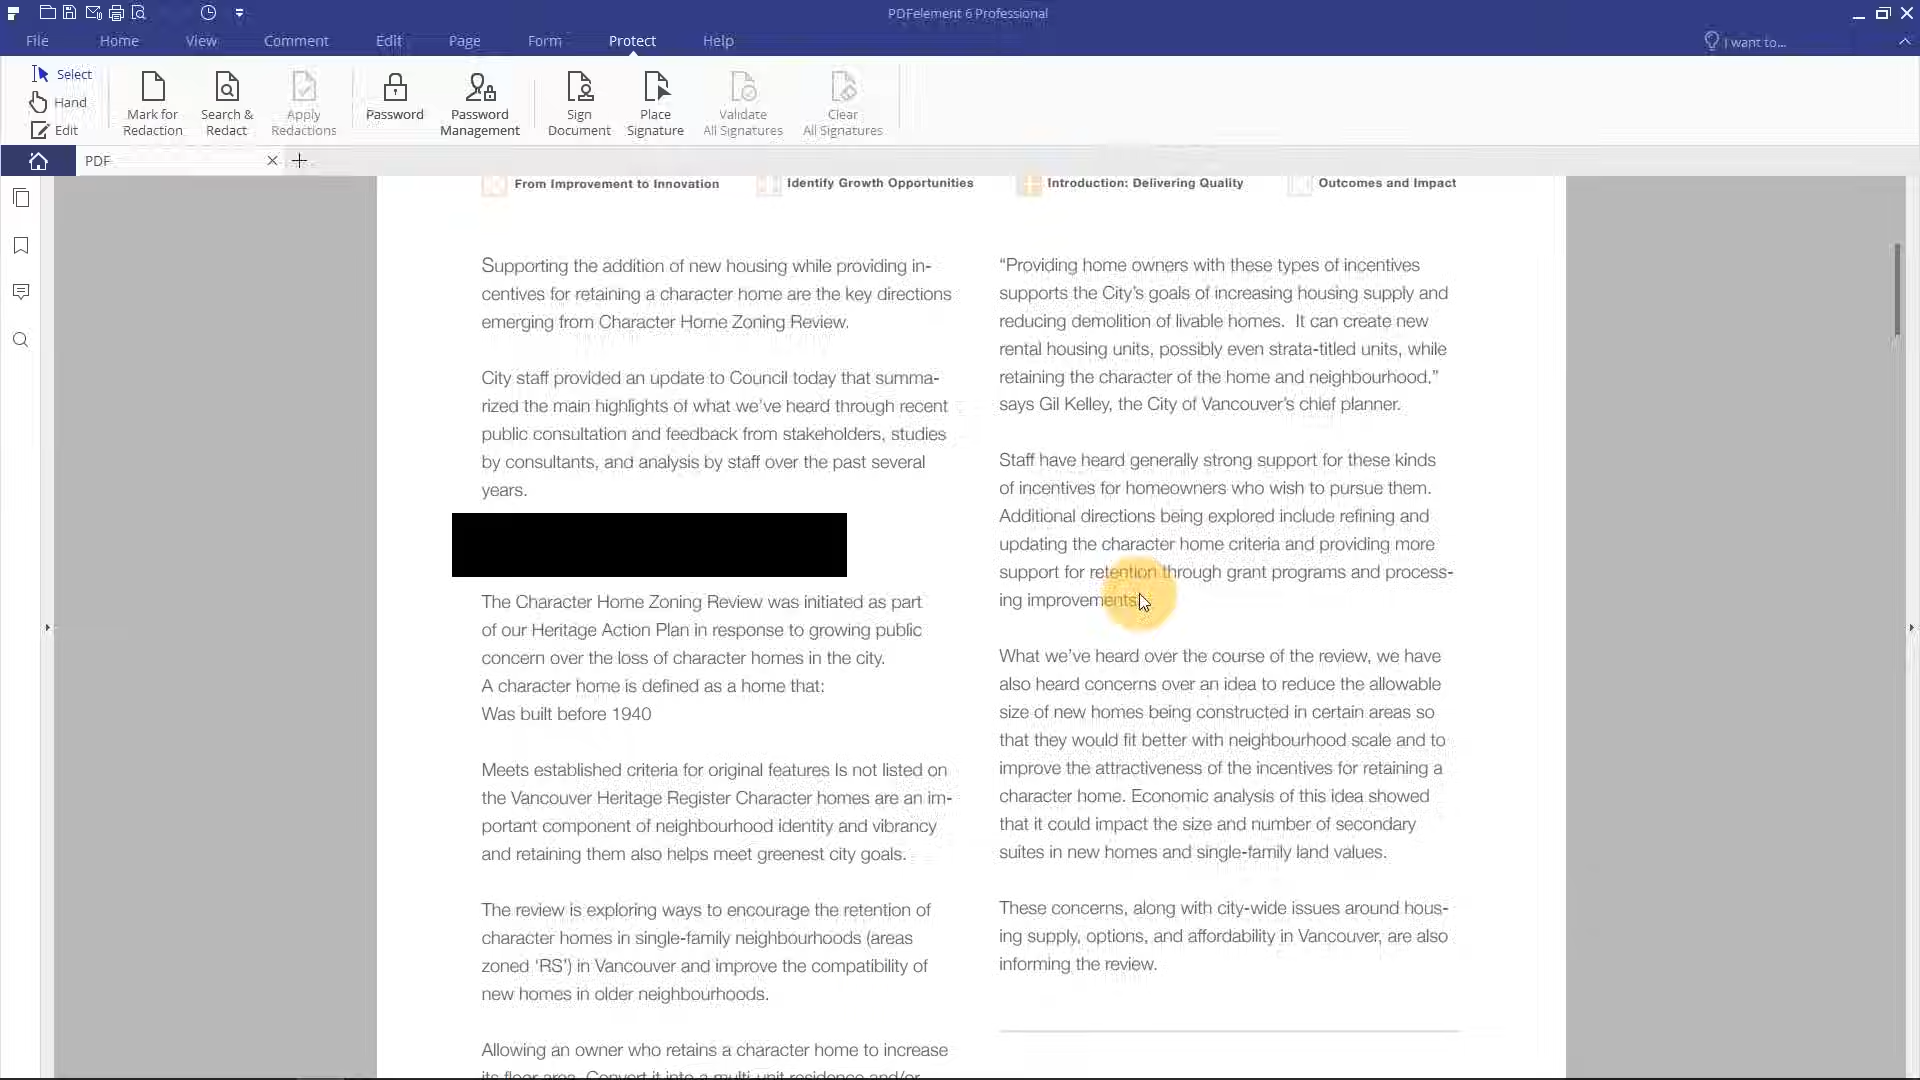 PDFelement 6 Professional
File Home View Comment Edit Page Form Protect Help
I want to...
Select
Hand
Edit
Mark for
Redaction
Search &
Redact
Apply
Redactions
Password
Password
Management
Sign
Document
Place
Signature
Validate
All Signatures
Clear
All Signatures
PDF
From Improvement to Innovation
Identify Growth Opportunities
Introduction: Delivering Quality
Outcomes and Impact
Supporting the addition of new housing while providing in-
centives for retaining a character home are the key directions
emerging from Character Home Zoning Review.
City staff provided an update to Council today that summa-
rized the main highlights of what we've heard through recent
public consultation and feedback from stakeholders, studies
by consultants, and analysis by staff over the past several
years.
The Character Home Zoning Review was initiated as part
of our Heritage Action Plan in response to growing public
concern over the loss of character homes in the city.
A character home is defined as a home that:
Was built before 1940
Meets established criteria for original features Is not listed on
the Vancouver Heritage Register Character homes are an im-
portant component of neighbourhood identity and vibrancy
and retaining them also helps meet greenest city goals.
The review is exploring ways to encourage the retention of
character homes in single-family neighbourhoods (areas
zoned ‘RS’) in Vancouver and improve the compatibility of
new homes in older neighbourhoods.
Allowing an owner who retains a character home to increase
its floor area. Convert it into a multi-unit residence and/or
“Providing home owners with these types of incentives
supports the City's goals of increasing housing supply and
reducing demolition of livable homes. It can create new
rental housing units, possibly even strata-titled units, while
retaining the character of the home and neighbourhood,”
says Gil Kelley, the City of Vancouver's chief planner.
Staff have heard generally strong support for these kinds
of incentives for homeowners who wish to pursue them.
Additional directions being explored include refining and
updating the character home criteria and providing more
support for retention through grant programs and process-
ing improvements.
What we've heard over the course of the review, we have
also heard concerns over an idea to reduce the allowable
size of new homes being constructed in certain areas so
that they would fit better with neighbourhood scale and to
improve the attractiveness of the incentives for retaining a
character home. Economic analysis of this idea showed
that it could impact the size and number of secondary
suites in new homes and single-family land values.
These concerns, along with city-wide issues around hous-
ing supply, options, and affordability in Vancouver, are also
informing the review.